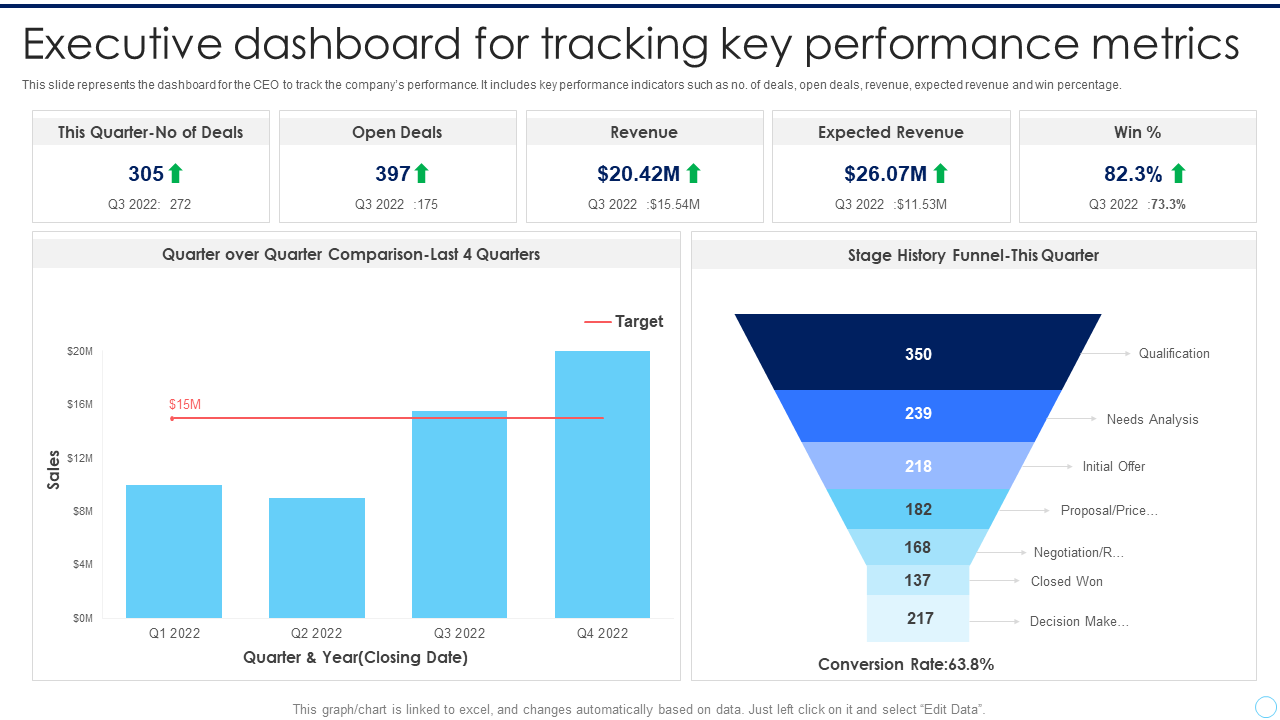 Executive dashboard for tracking key performance metrics
This slide represents the dashboard for the CEO to track the company's performance. It includes key performance indicators such as no. of deals, open deals, revenue, expected revenue and win percentage.
This Quarter-No of Deals
305
Q3 2022: 272
Open Deals
397
Q3 2022 :175
Revenue
$20.42M
Q3 2022 :$15.54M
Expected Revenue
$26.07M
Q3 2022 :$11.53M
Win %
82.3%
Q3 2022 :73.3%
Quarter over Quarter Comparison-Last 4 Quarters
Target
$20M
$16M
$12M
$8M
$4M
$0M
Sales
$15M
Q1 2022
Q2 2022
Q3 2022
Q4 2022
Quarter & Year(Closing Date)
Stage History Funnel-This Quarter
350
Qualification
239
Needs Analysis
218
Initial Offer
182
Proposal/Price...
168
Negotiation/R...
137
Closed Won
217
Decision Make...
Conversion Rate:63.8%
This graph/chart is linked to excel, and changes automatically based on data. Just left click on it and select “Edit Data”.